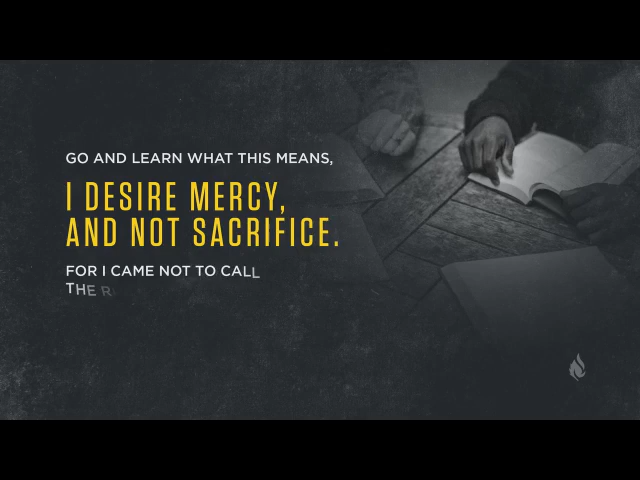 GO AND LEARN WHAT THIS MEANS,
I DESIRE MERCY,
AND NOT SACRIFICE.
FOR I CAME NOT TO CALL
THE R